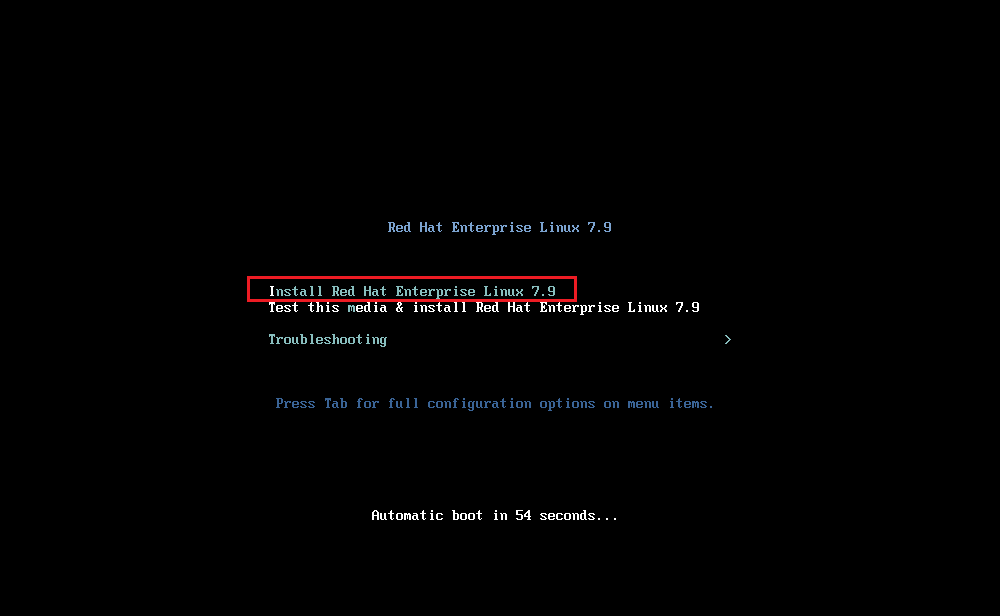 Red Hat Enterprise Linux 7.9
Install Red Hat Enterprise Linux 7.9
Test this media & install Red Hat Enterprise Linux 7.9
Troubleshooting >
Press Tab for full configuration options on menu items.
Automatic boot in 54 seconds...